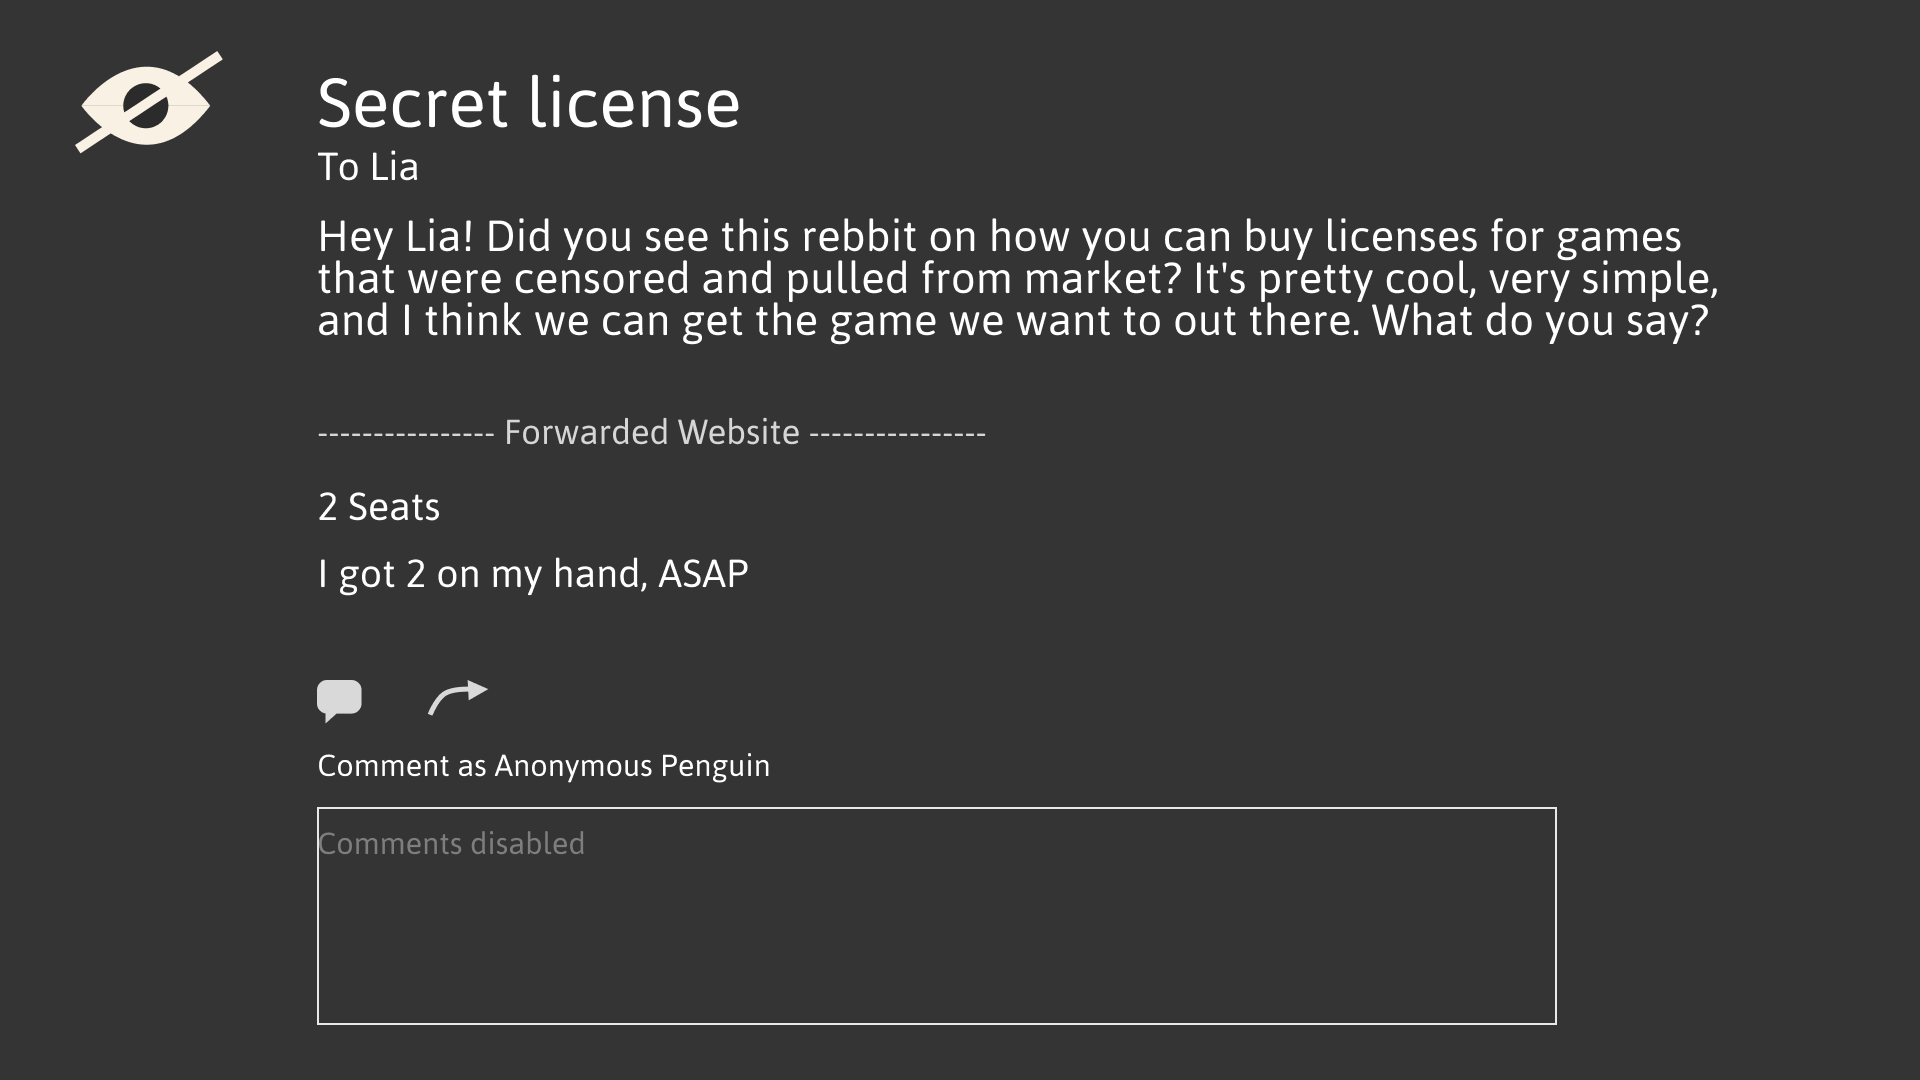 Secret license
To Lia
Hey Lia! Did you see this rebbit on how you can buy licenses for games
that were censored and pulled from market? It's pretty cool, very simple,
and I think we can get the game we want to out there. What do you say?
---------------- Forwarded Website ----------------
2 Seats
I got 2 on my hand, ASAP
Comment as Anonymous Penguin
Comments disabled